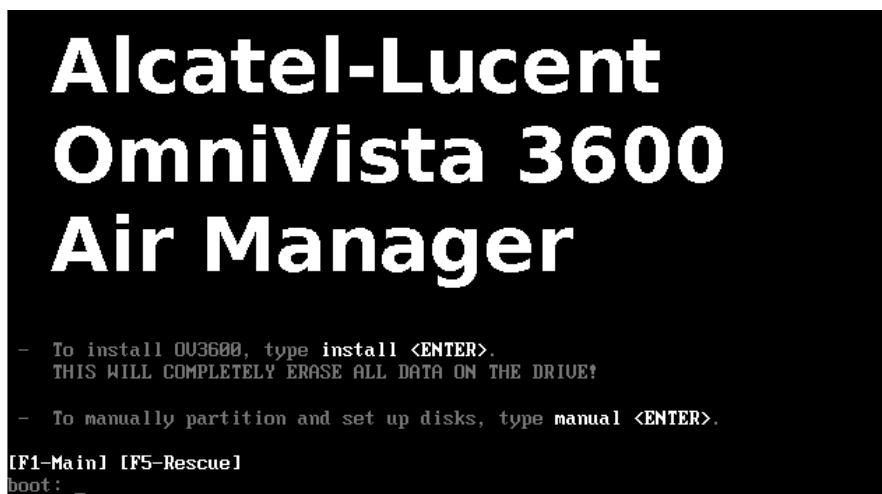 Alcatel-Lucent
OmniVista 3600
Air Manager
- To install OV3600, type install <ENTER>.
THIS WILL COMPLETELY ERASE ALL DATA ON THE DRIVE!
- To manually partition and set up disks, type manual <ENTER>.
[F1-Main] [F5-Rescue]
boot: _